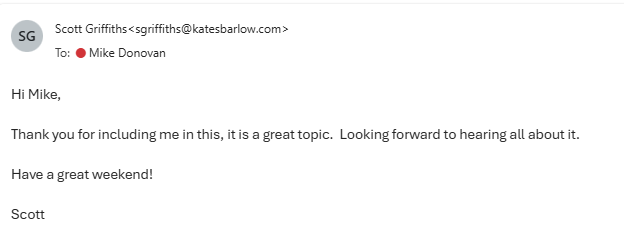 SG
Scott Griffiths<sgriffiths@katesbarlow.com>
To: Mike Donovan
Hi Mike,
Thank you for including me in this, it is a great topic.  Looking forward to hearing all about it.
Have a great weekend!
Scott